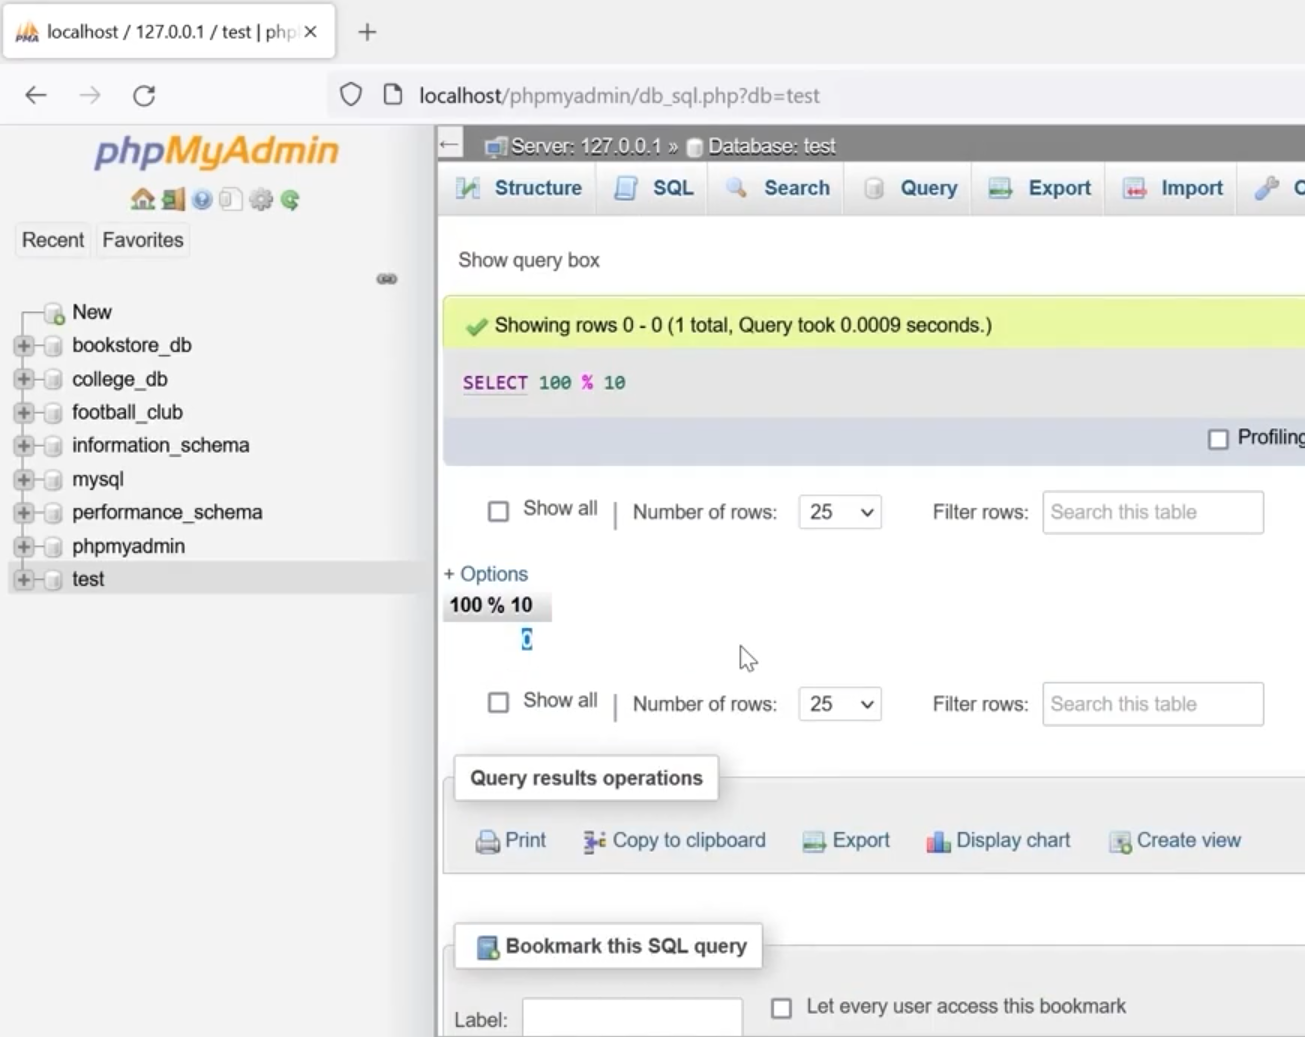 localhost / 127.0.0.1 / test | php
localhost/phpmyadmin/db_sql.php?db=test
phpMyAdmin
Recent Favorites
New
bookstore_db
college_db
football_club
information_schema
mysql
performance_schema
phpmyadmin
test
Server: 127.0.0.1 » Database: test
Structure SQL Search Query Export Import
Show query box
Showing rows 0 - 0 (1 total, Query took 0.0009 seconds.)
SELECT 100 % 10
Profiling
Show all | Number of rows: 25 Filter rows: Search this table
+ Options
100 % 10
0
Show all | Number of rows: 25 Filter rows: Search this table
Query results operations
Print Copy to clipboard Export Display chart Create view
Bookmark this SQL query
Label: Let every user access this bookmark